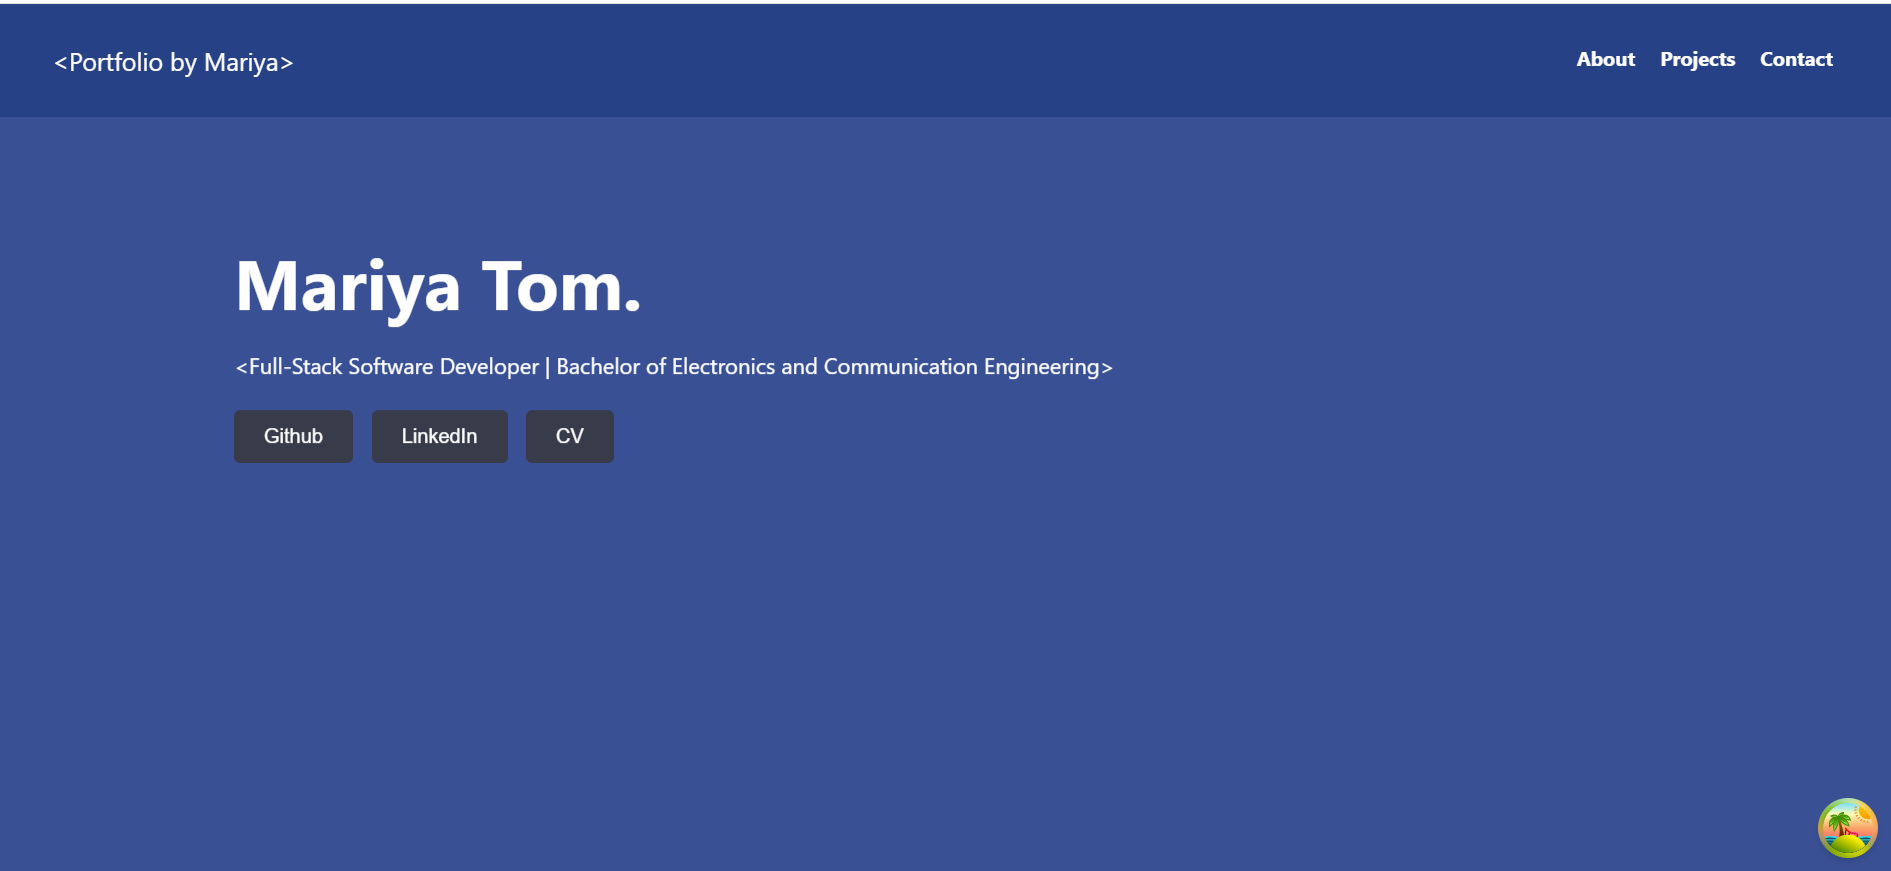 <Portfolio by Mariya>
About Projects Contact
Mariya Tom.
<Full-Stack Software Developer | Bachelor of Electronics and Communication Engineering>
Github LinkedIn CV